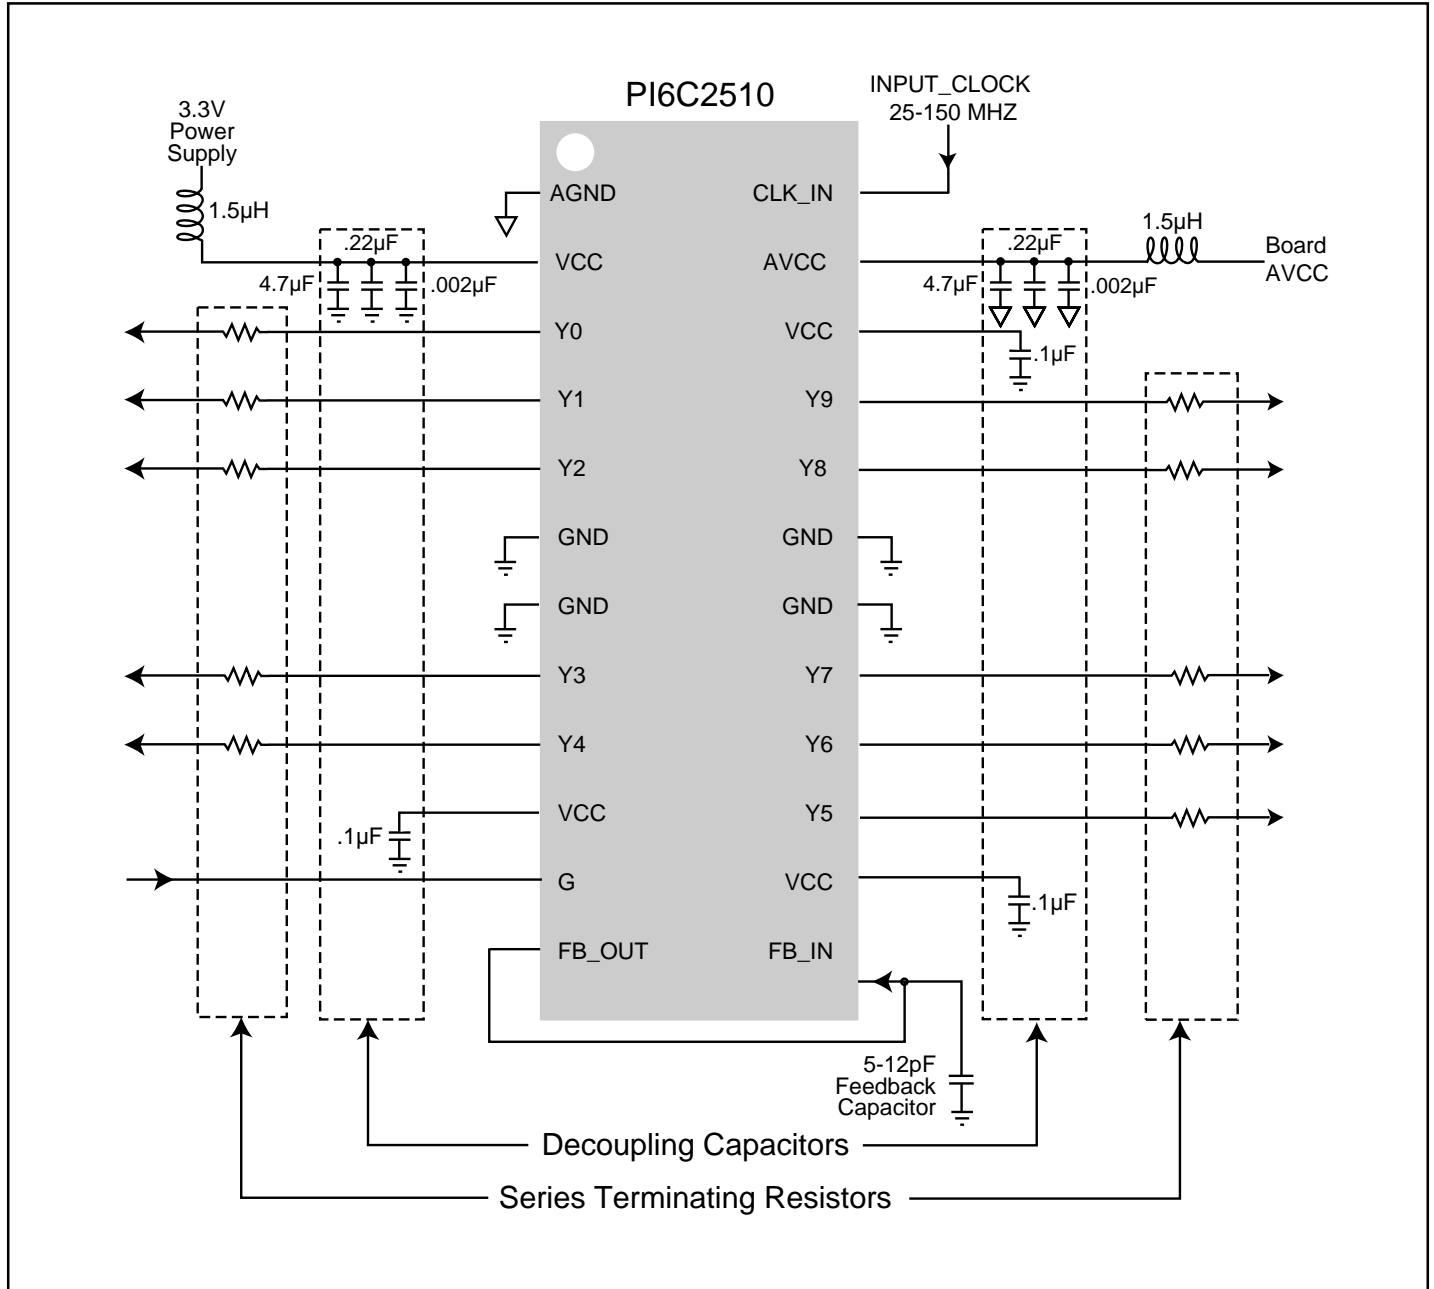 PI6C2510
INPUT_CLOCK
25-150 MHZ
3.3V
Power
Supply
1.5µH
.22µF
4.7µF
.002µF
AGND
CLK_IN
VCC
AVCC
.22µF
4.7µF
.002µF
1.5µH
Board
AVCC
Y0
VCC
.1µF
Y1
Y9
Y2
Y8
GND
GND
GND
GND
Y3
Y7
Y4
Y6
VCC
Y5
.1µF
G
VCC
.1µF
FB_OUT
FB_IN
5-12pF
Feedback
Capacitor
Decoupling Capacitors
Series Terminating Resistors